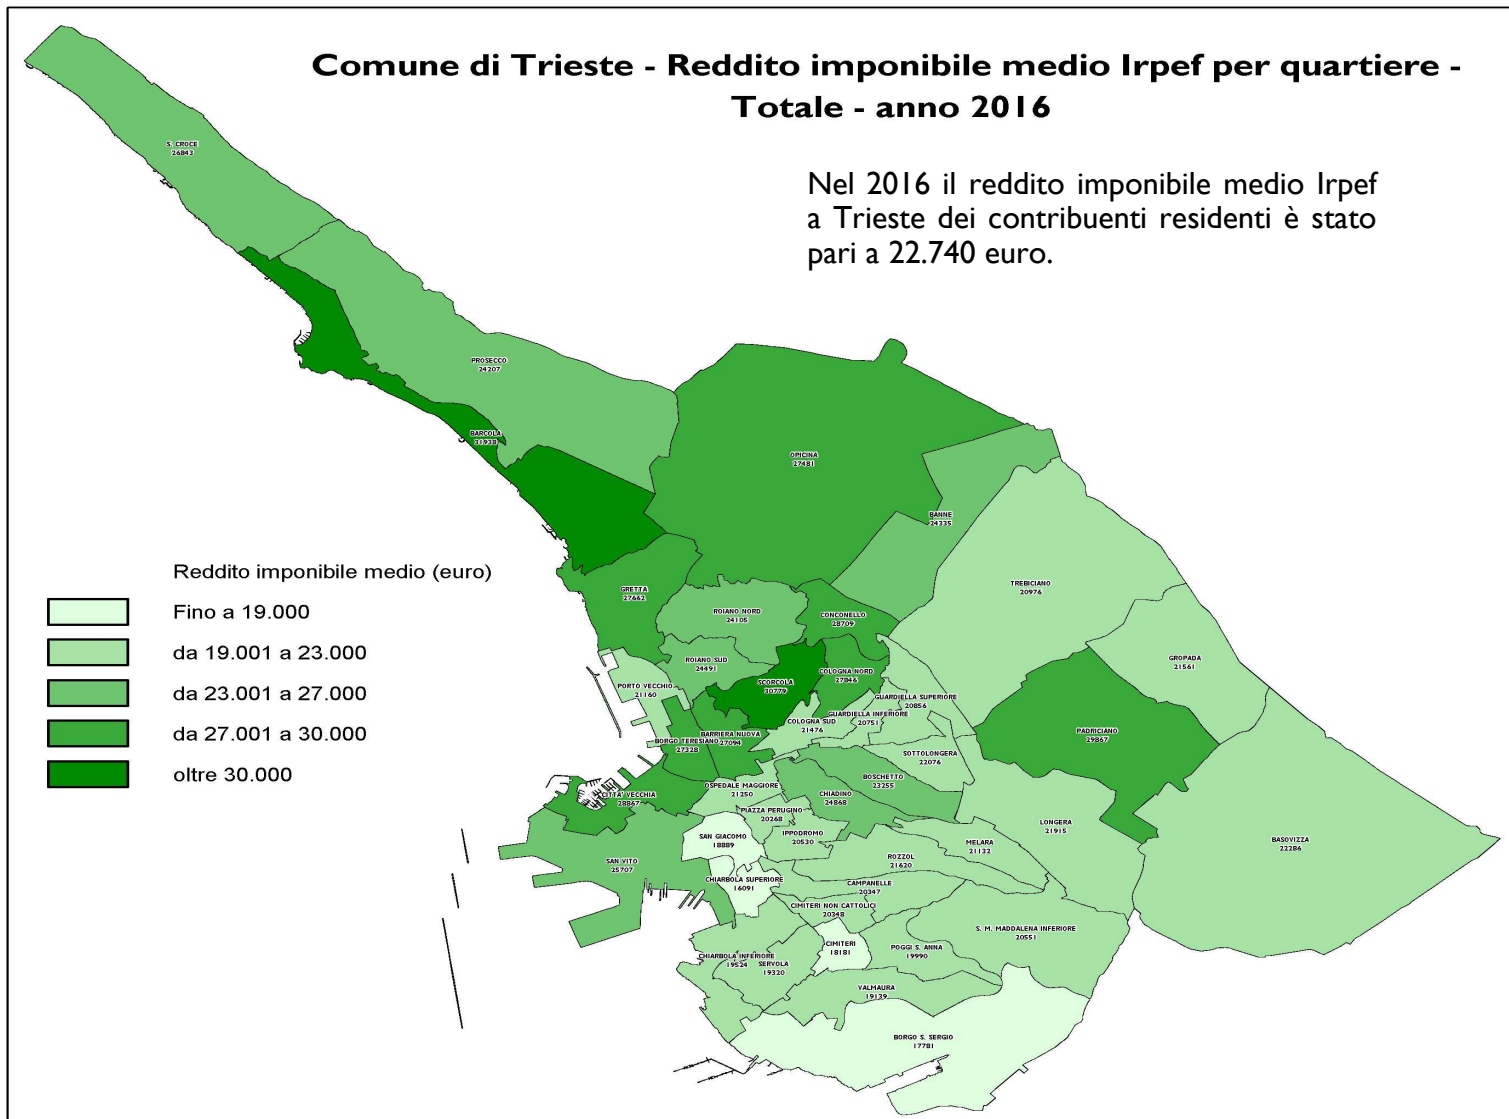 Comune di Trieste - Reddito imponibile medio Irpef per quartiere -
Totale - anno 2016
Nel 2016 il reddito imponibile medio Irpef
a Trieste dei contribuenti residenti è stato
pari a 22.740 euro.
S. CROCE
26843
PROSECCO
24207
BARCOLA
31938
OPICINA
27481
BANNE
24335
TREBICIANO
20976
GROPADA
21561
PADRICIANO
29867
BASOVIZZA
22286
GRETTA
27662
ROIANO NORD
24105
CONCONELLO
28709
ROIANO SUD
24491
SCORCOLA
30779
COLOGNA NORD
27846
PORTO VECCHIO
21160
GUARDIELLA SUPERIORE
20856
GUARDIELLA INFERIORE
20751
COLOGNA SUD
21476
BORGO TERESIANO
27328
BARRIERA NUOVA
27094
SOTTOLONGERA
22076
BOSCHETTO
23255
CHIADINO
24868
OSPEDALE MAGGIORE
21250
CITTA' VECCHIA
28867
PIAZZA PERUGINO
20268
IPPODROMO
20530
SAN GIACOMO
18889
SAN VITO
25707
LONGERA
21915
MELARA
21132
ROZZOL
21620
CHIARBOLA SUPERIORE
16091
CAMPANELLE
20347
CIMITERI NON CATTOLICI
20348
S. M. MADDALENA INFERIORE
20551
CIMITERI
18181
POGGI S. ANNA
19990
CHIARBOLA INFERIORE
19524
SERVOLA
19320
VALMAURA
19139
BORGO S. SERGIO
17781
Reddito imponibile medio (euro)
Fino a 19.000
da 19.001 a 23.000
da 23.001 a 27.000
da 27.001 a 30.000
oltre 30.000